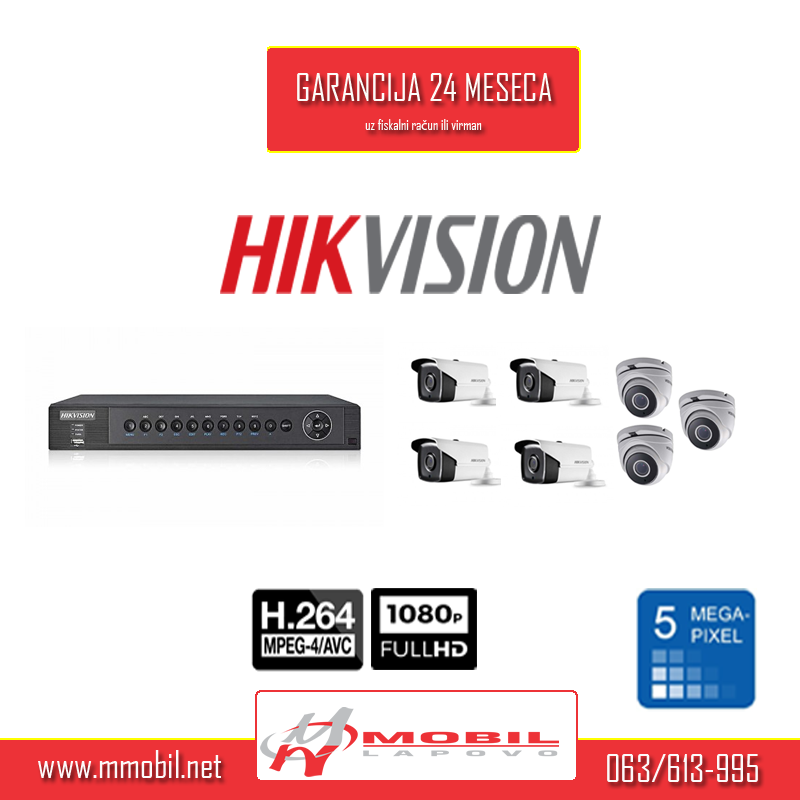 GARANCIJA 24 MESECA
uz fiskalni račun ili virman
HIKVISION
HIKVISION
H.264
MPEG-4/AVC
1080P
FULLHD
5 MEGA-
PIXEL
MOBIL
LAPOVO
www.mmobil.net
063/613-995